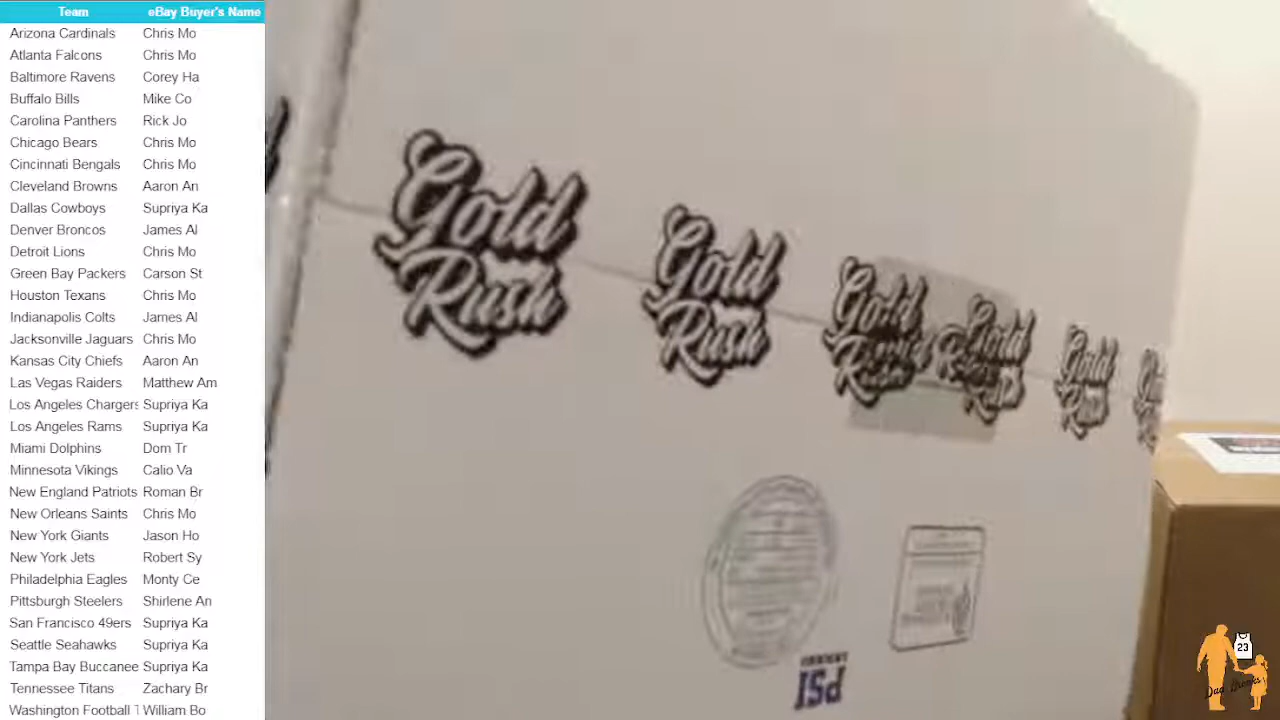 Team eBay Buyer's Name
Arizona Cardinals Chris Mo
Atlanta Falcons Chris Mo
Baltimore Ravens Corey Ha
Buffalo Bills Mike Co
Carolina Panthers Rick Jo
Chicago Bears Chris Mo
Cincinnati Bengals Chris Mo
Cleveland Browns Aaron An
Dallas Cowboys Supriya Ka
Denver Broncos James Al
Detroit Lions Chris Mo
Green Bay Packers Carson St
Houston Texans Chris Mo
Indianapolis Colts James Al
Jacksonville Jaguars Chris Mo
Kansas City Chiefs Aaron An
Las Vegas Raiders Matthew Am
Los Angeles Chargers Supriya Ka
Los Angeles Rams Supriya Ka
Miami Dolphins Dom Tr
Minnesota Vikings Calio Va
New England Patriots Roman Br
New Orleans Saints Chris Mo
New York Giants Jason Ho
New York Jets Robert Sy
Philadelphia Eagles Monty Ce
Pittsburgh Steelers Shirlene An
San Francisco 49ers Supriya Ka
Seattle Seahawks Supriya Ka
Tampa Bay Buccanee Supriya Ka
Tennessee Titans Zachary Br
Washington Football T William Bo
Gold
Rush
Gold
Rush
Gold
Gold
Gold
Rush
23
Dad